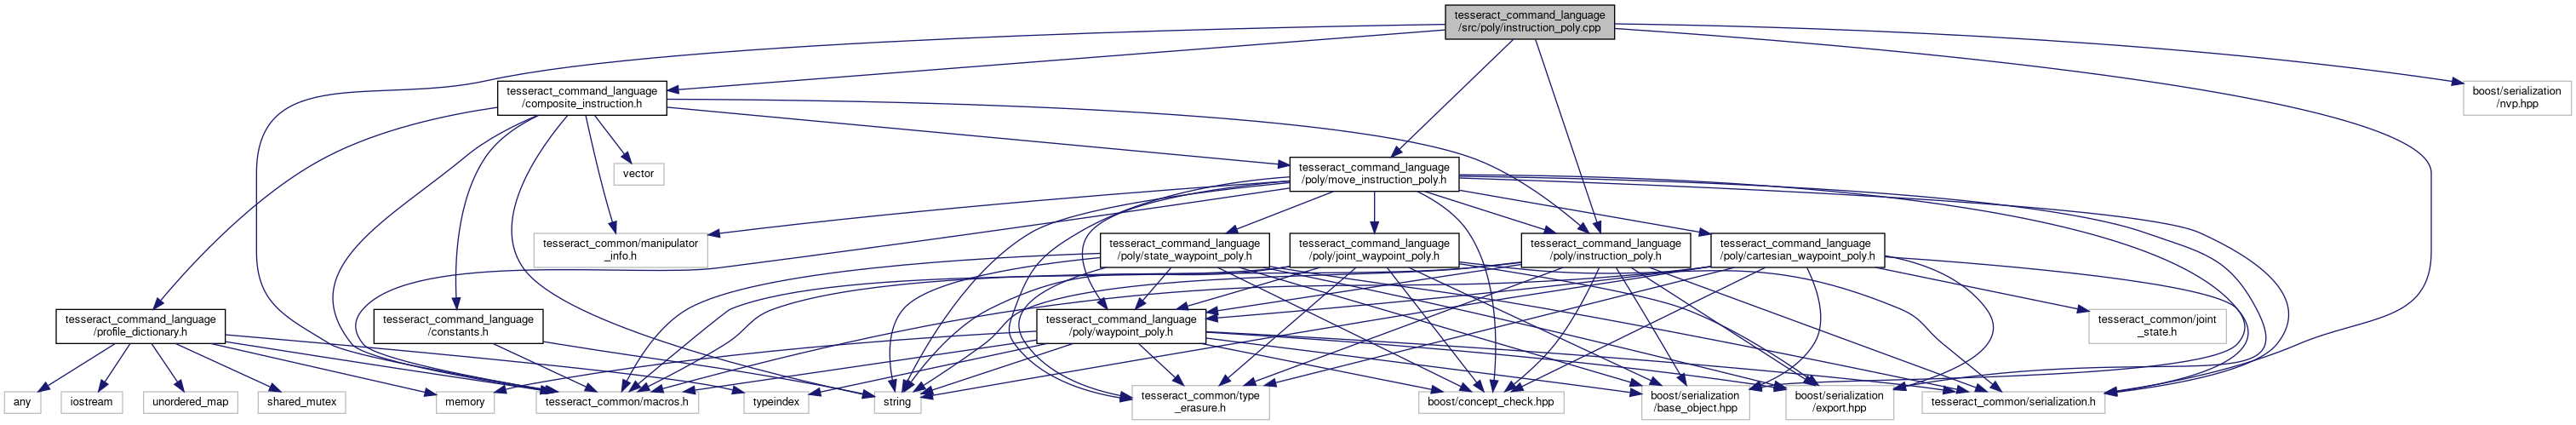 tesseract_command_language
/src/poly/instruction_poly.cpp
tesseract_command_language
/composite_instruction.h
boost/serialization
/nvp.hpp
vector
tesseract_command_language
/poly/move_instruction_poly.h
tesseract_common/manipulator
_info.h
tesseract_command_language
/poly/state_waypoint_poly.h
tesseract_command_language
/poly/joint_waypoint_poly.h
tesseract_command_language
/poly/instruction_poly.h
tesseract_command_language
/poly/cartesian_waypoint_poly.h
tesseract_command_language
/profile_dictionary.h
tesseract_command_language
/constants.h
tesseract_command_language
/poly/waypoint_poly.h
tesseract_common/joint
_state.h
any
iostream
unordered_map
shared_mutex
memory
tesseract_common/macros.h
typeindex
string
tesseract_common/type
_erasure.h
boost/concept_check.hpp
boost/serialization
/base_object.hpp
boost/serialization
/export.hpp
tesseract_common/serialization.h